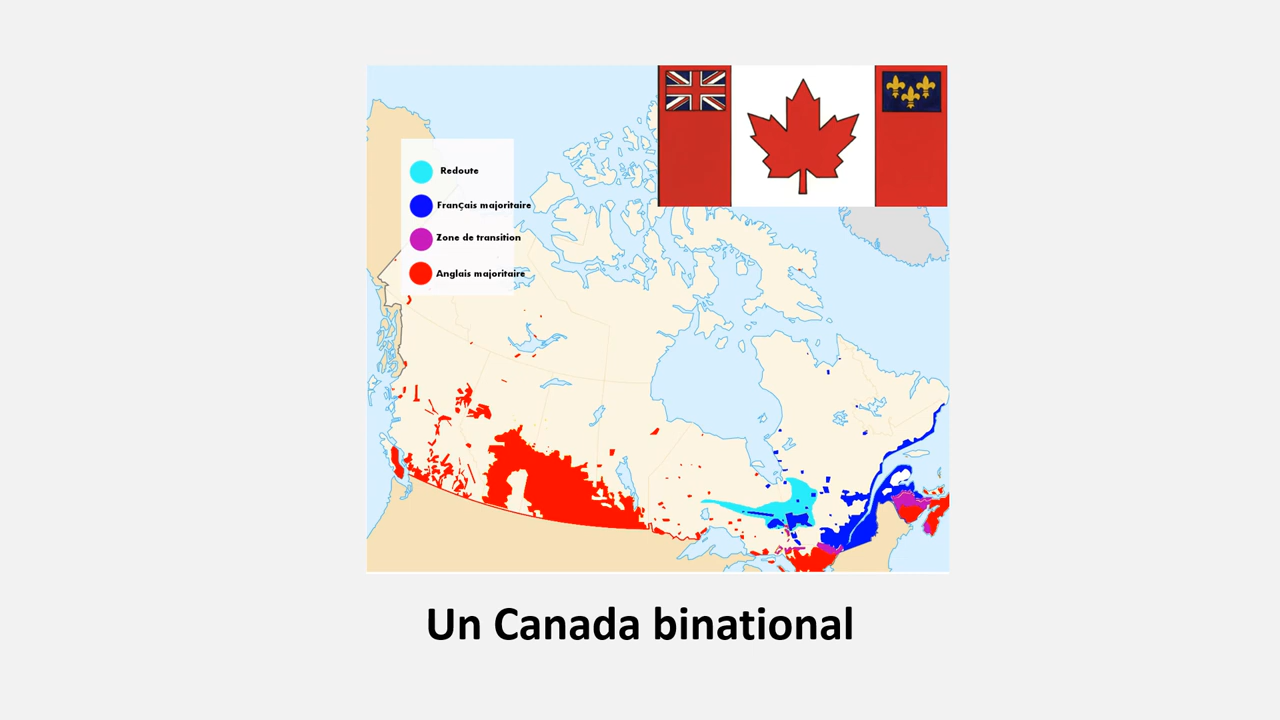 Redoute
Français majoritaire
Zone de transition
Anglais majoritaire
Un Canada binational